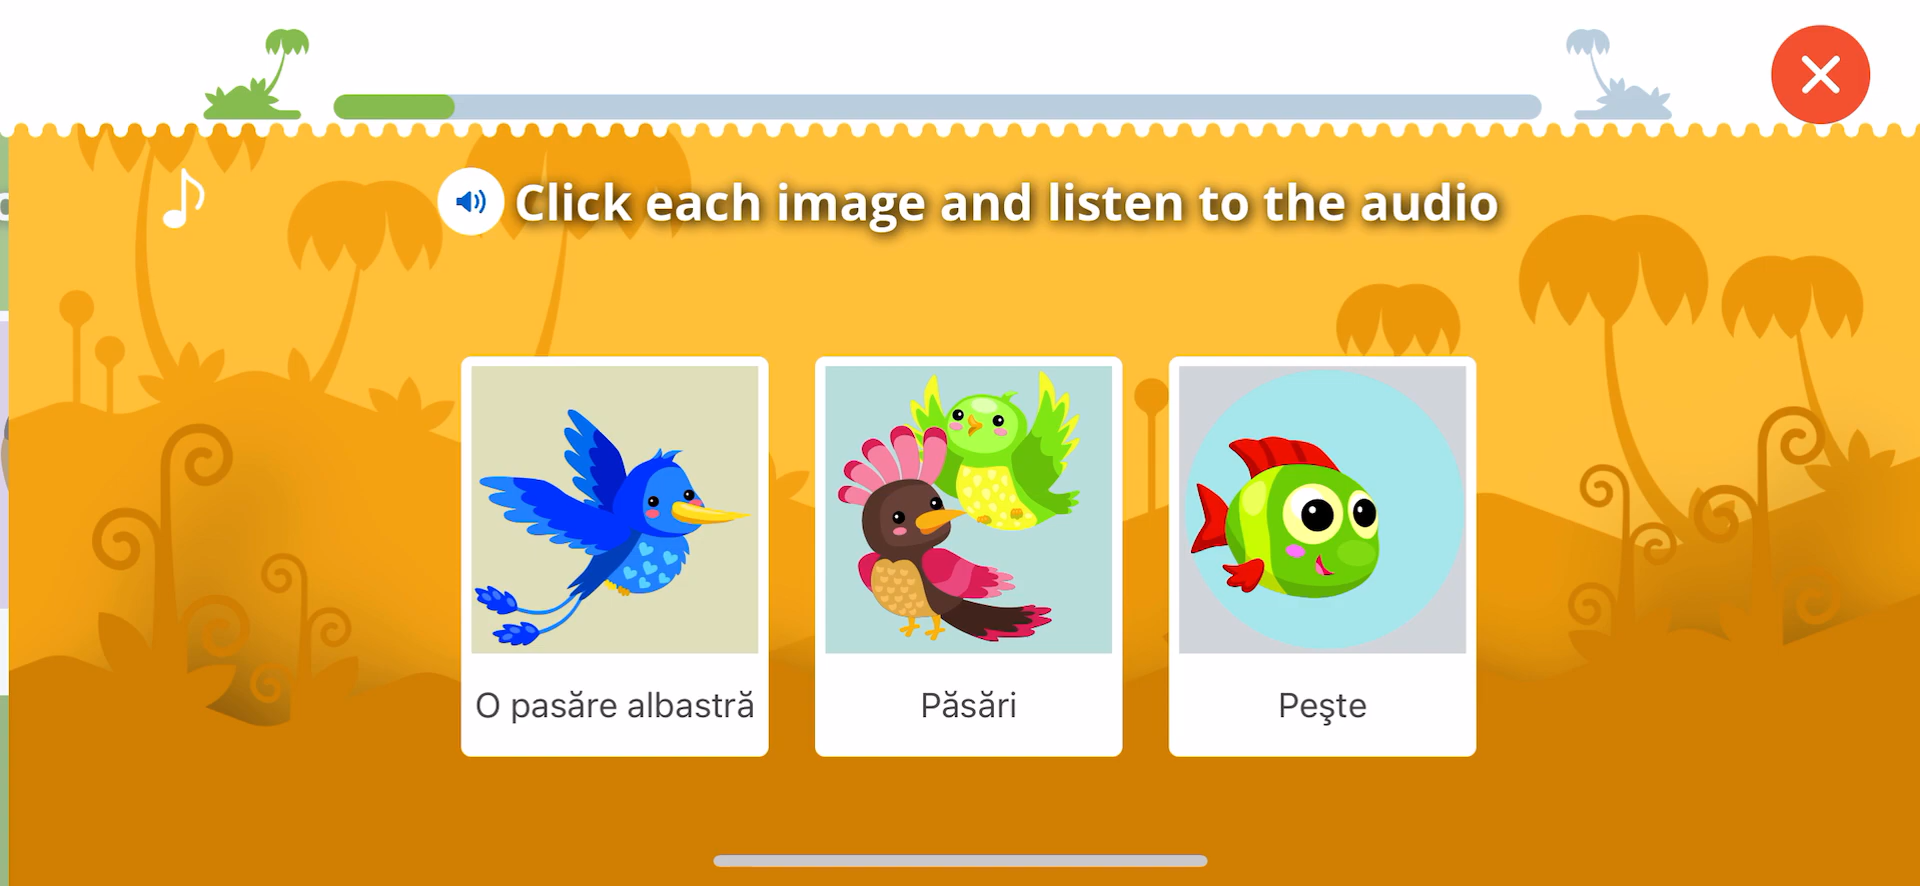 Click each image and listen to the audio
O pasăre albastră
Păsări
Peşte